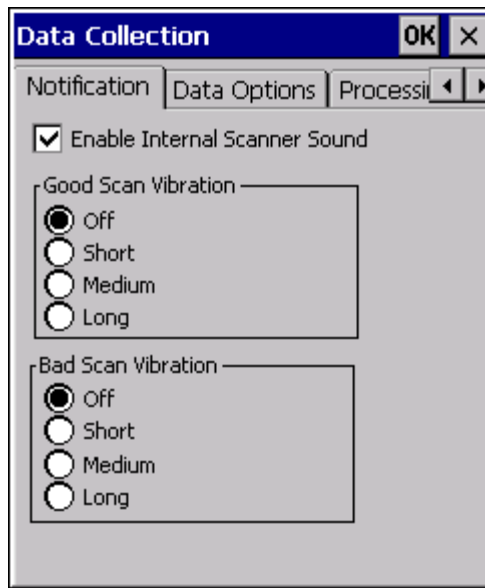 Data Collection OK ×
Notification Data Options
Enable Internal Scanner Sound
Good Scan Vibration
Off
Short
Medium
Long
Bad Scan Vibration
Off
Short
Medium
Long